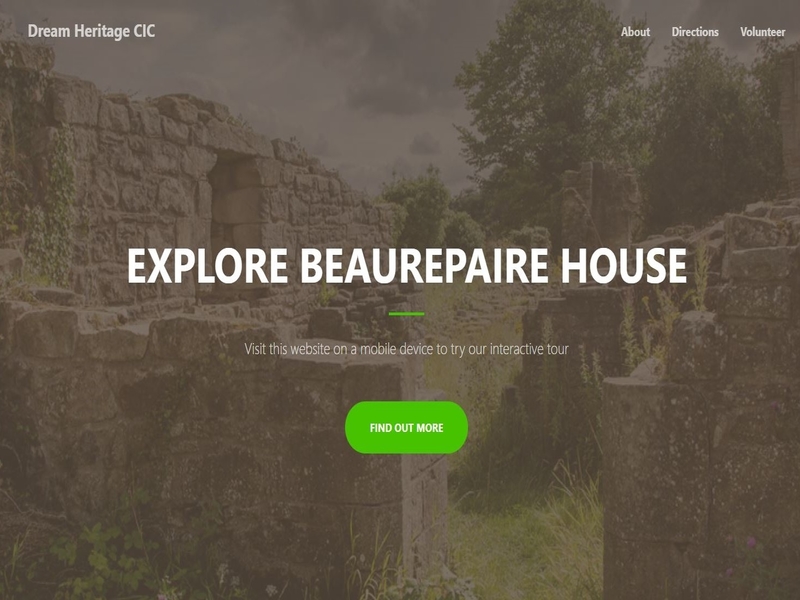 Dream Heritage CIC
About
Directions
Volunteer
EXPLORE BEAUREPAIRE HOUSE
Visit this website on a mobile device to try our interactive tour
FIND OUT MORE